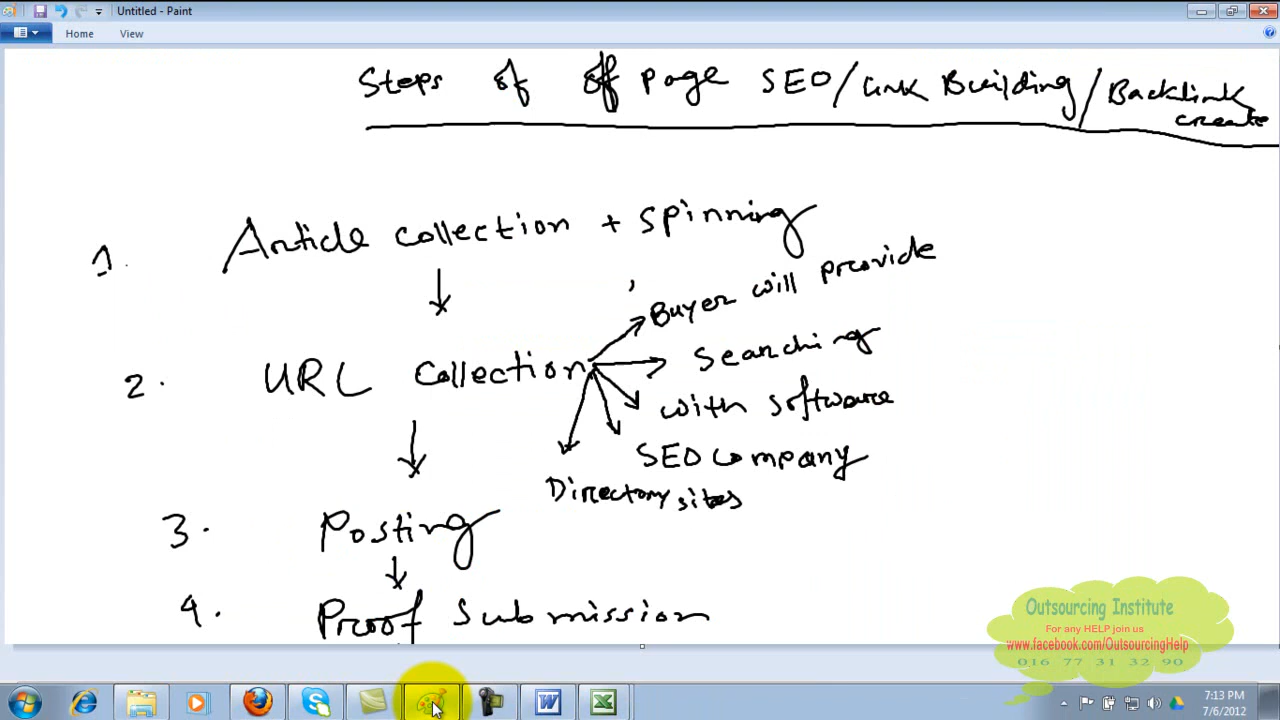 Untitled - Paint
Home View
Steps of off Page SEO/Link Building/Backlink
create
1. Article collection + Spinning
Buyer will provide
Searching
2. URL Collection
with software
SEO company
Directory sites
3. Posting
4. Proof Submission
Outsourcing Institute
For any HELP join us
www.facebook.com/OutsourcingHelp
016 77 31 32 90
7:13 PM
7/6/2012